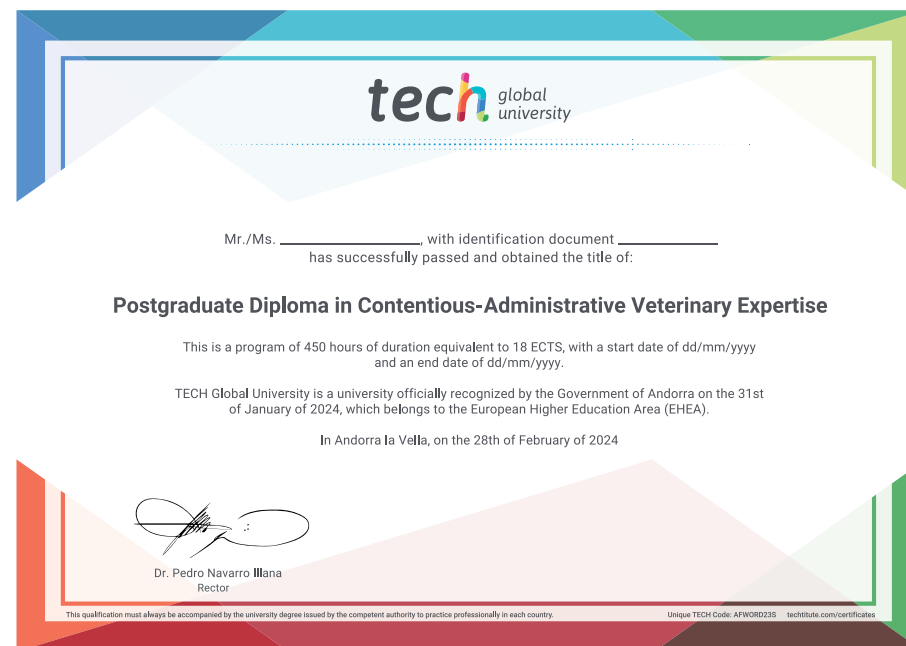 tech global university
Mr./Ms. ____________________, with identification document ______________
has successfully passed and obtained the title of:
Postgraduate Diploma in Contentious-Administrative Veterinary Expertise
This is a program of 450 hours of duration equivalent to 18 ECTS, with a start date of dd/mm/yyyy
and an end date of dd/mm/yyyy.
TECH Global University is a university officially recognized by the Government of Andorra on the 31st
of January of 2024, which belongs to the European Higher Education Area (EHEA).
In Andorra la Vella, on the 28th of February of 2024
Dr. Pedro Navarro Illana
Rector
This qualification must always be accompanied by the university degree issued by the competent authority to practice professionally in each country. Unique TECH Code: AFWORD23S techtitute.com/certificates